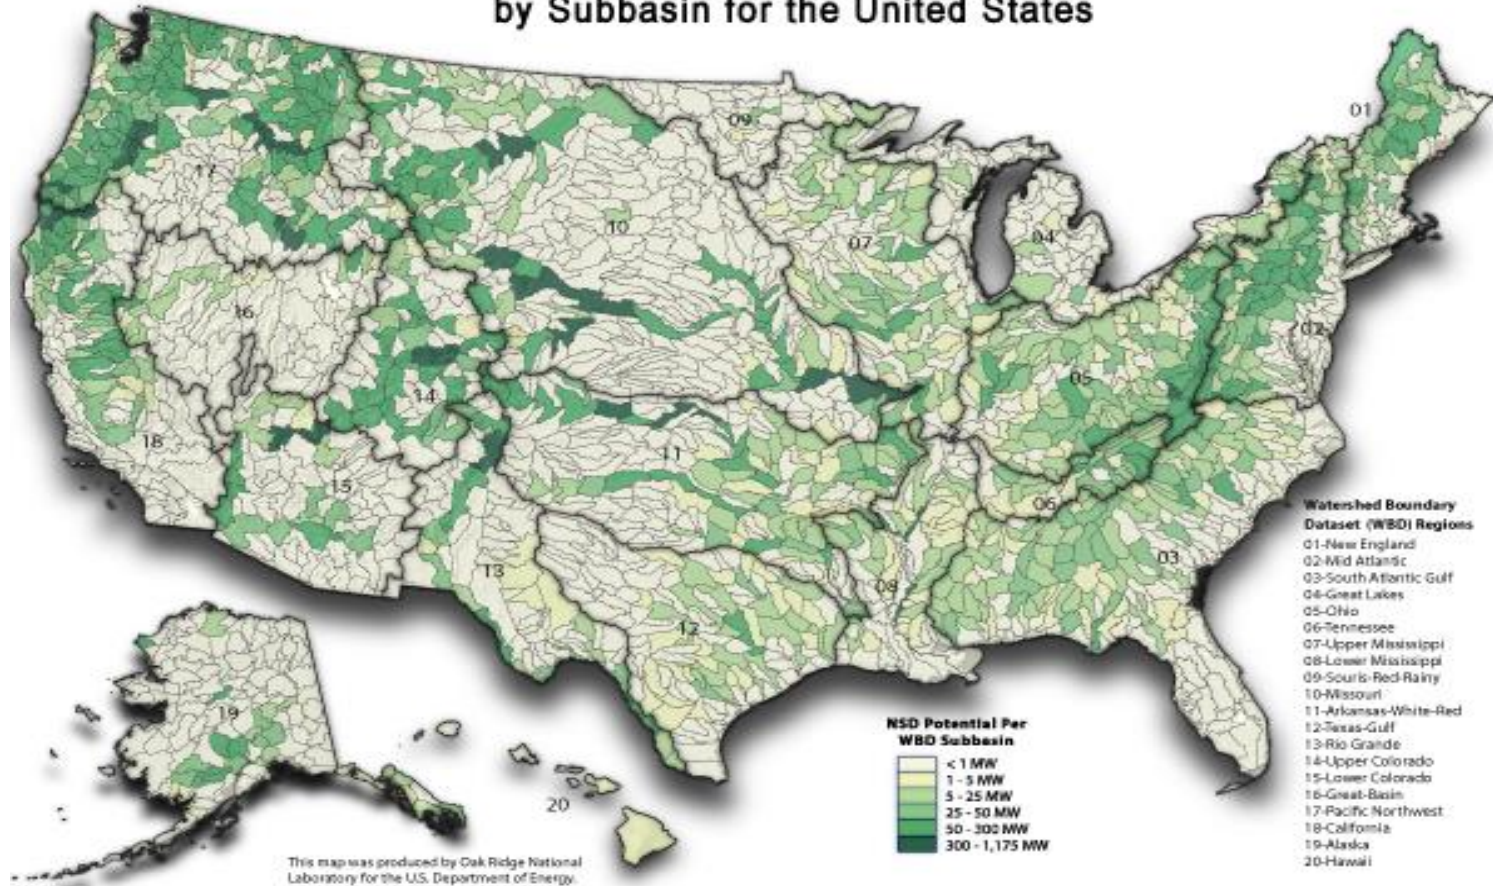 by Subbasin for the United States
01
09
17
10
07
04
16
02
05
14
18
11
15
06
03
13
08
12
19
20
Watershed Boundary
Dataset (WBD) Regions
01-New England
02-Mid Atlantic
03-South Atlantic Gulf
04-Great Lakes
05-Ohio
06-Tennessee
07-Upper Mississippi
08-Lower Mississippi
09-Souris-Red-Rainy
10-Missouri
11-Arkansas-White-Red
12-Texas-Gulf
13-Rio Grande
14-Upper Colorado
15-Lower Colorado
16-Great-Basin
17-Pacific Northwest
18-California
19-Alaska
20-Hawaii
NSD Potential Per
WBD Subbasin
< 1 MW
1 - 5 MW
5 - 25 MW
25 - 50 MW
50 - 300 MW
300 - 1,175 MW
This map was produced by Oak Ridge National
Laboratory for the U.S. Department of Energy.